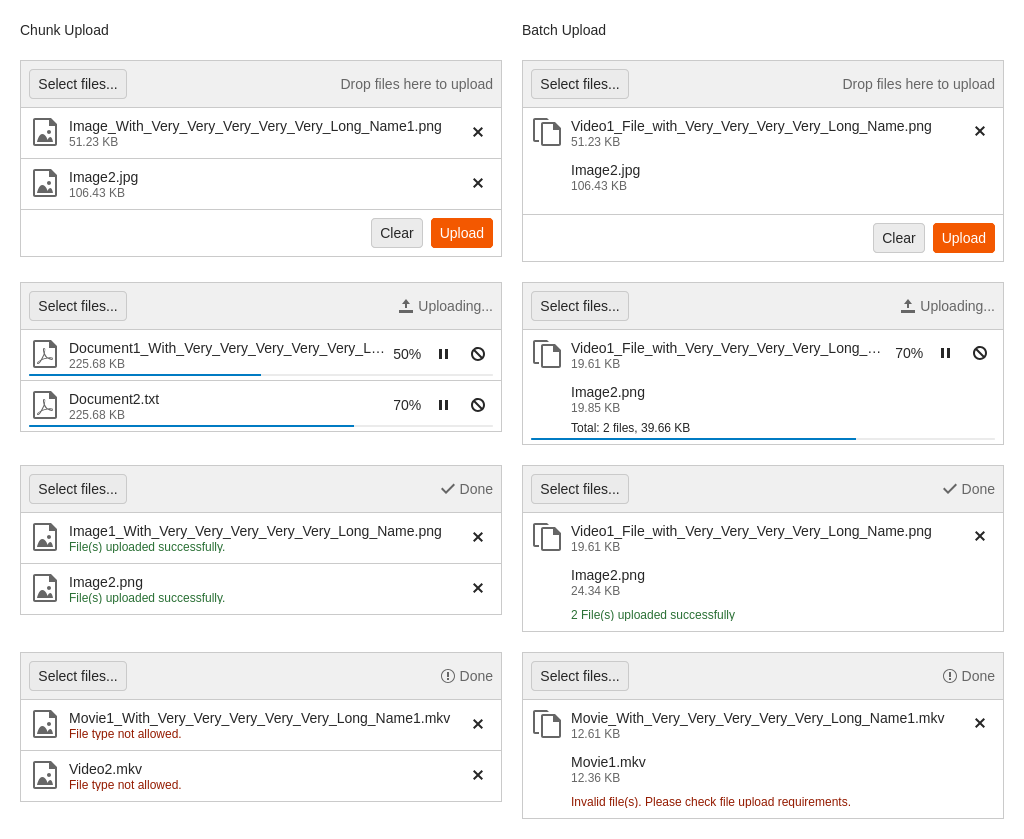 Chunk Upload
Select files...
Drop files here to upload
Image_With_Very_Very_Very_Very_Very_Long_Name1.png
51.23 KB
Image2.jpg
106.43 KB
Clear
Upload
Select files...
Uploading...
Document1_With_Very_Very_Very_Very_Very_L...
50%
225.68 KB
Document2.txt
70%
225.68 KB
Select files...
Done
Image1_With_Very_Very_Very_Very_Very_Long_Name.png
File(s) uploaded successfully.
Image2.png
File(s) uploaded successfully.
Select files...
Done
Movie1_With_Very_Very_Very_Very_Very_Long_Name1.mkv
File type not allowed.
Video2.mkv
File type not allowed.
Batch Upload
Select files...
Drop files here to upload
Video1_File_with_Very_Very_Very_Very_Long_Name.png
51.23 KB
Image2.jpg
106.43 KB
Clear
Upload
Select files...
Uploading...
Video1_File_with_Very_Very_Very_Very_Long_...
70%
19.61 KB
Image2.png
19.85 KB
Total: 2 files, 39.66 KB
Select files...
Done
Video1_File_with_Very_Very_Very_Very_Long_Name.png
19.61 KB
Image2.png
24.34 KB
2 File(s) uploaded successfully
Select files...
Done
Movie_With_Very_Very_Very_Very_Very_Long_Name1.mkv
12.61 KB
Movie1.mkv
12.36 KB
Invalid file(s). Please check file upload requirements.